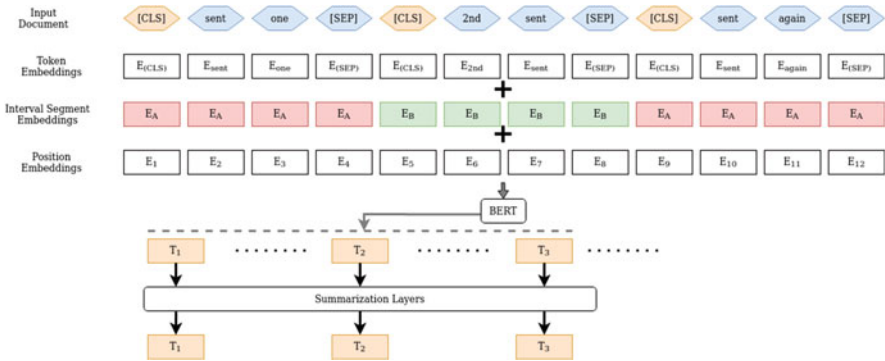 Input Document [CLS] sent one [SEP] [CLS] 2nd sent [SEP] [CLS] sent again [SEP]
Token Embeddings E(CLS) Esent Eone E(SEP) E(CLS) E2nd Esent E(SEP) E(CLS) Esent Eagain E(SEP)
+
Interval Segment Embeddings EA EA EA EA EB EB EB EB EA EA EA EA
+
Position Embeddings E1 E2 E3 E4 E5 E6 E7 E8 E9 E10 E11 E12
BERT
T1 ........ T2 ........ T3 ........
Summarization Layers
T1 T2 T3